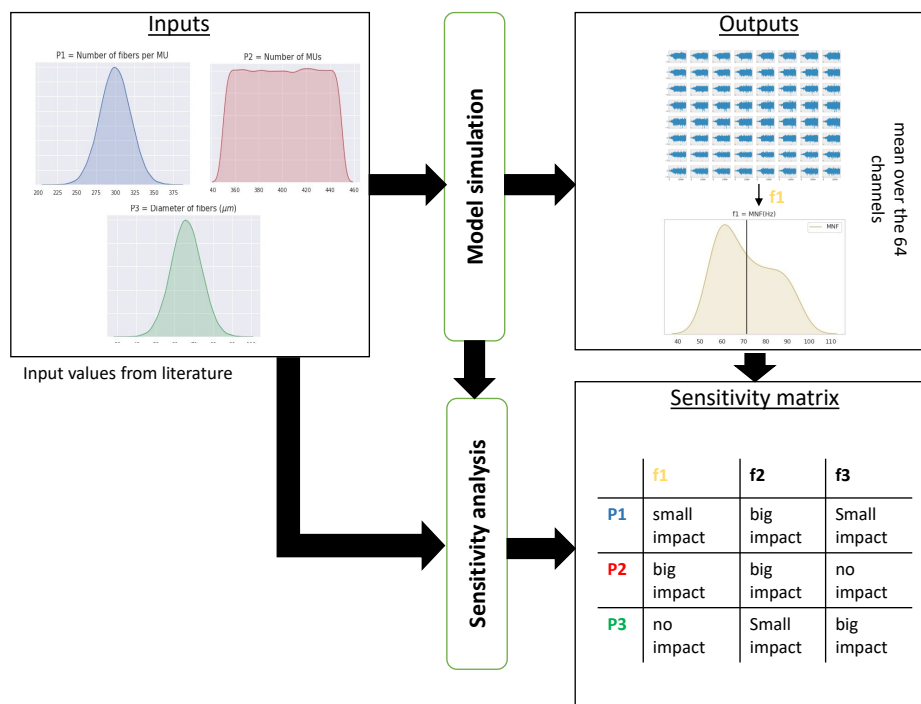 Inputs
P1 = Number of fibers per MU
200 225 250 275 300 325 350 375
P2 = Number of MUs
40 360 380 400 420 440 460
P3 = Diameter of fibers (μm)
Input values from literature
Model simulation
Sensitivity analysis
Outputs
f1
mean over the 64
channels
f1 = MNF(Hz)
MNF
40 50 60 70 80 90 100 110
Sensitivity matrix
f1 f2 f3
P1 small impact big impact Small impact
P2 big impact big impact no impact
P3 no impact Small impact big impact